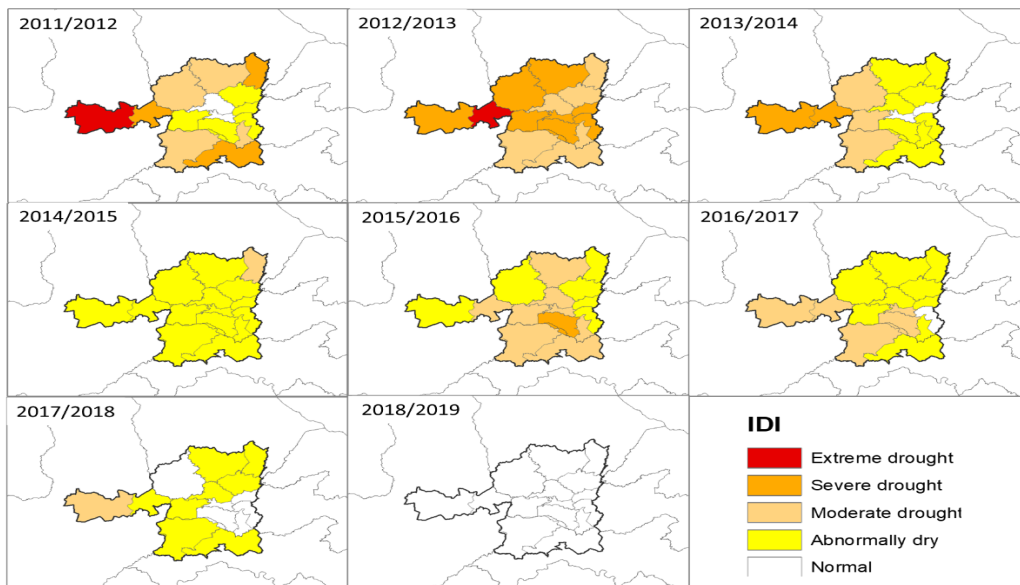 2011/2012
2012/2013
2013/2014
2014/2015
2015/2016
2016/2017
2017/2018
2018/2019
IDI
Extreme drought
Severe drought
Moderate drought
Abnormally dry
Normal